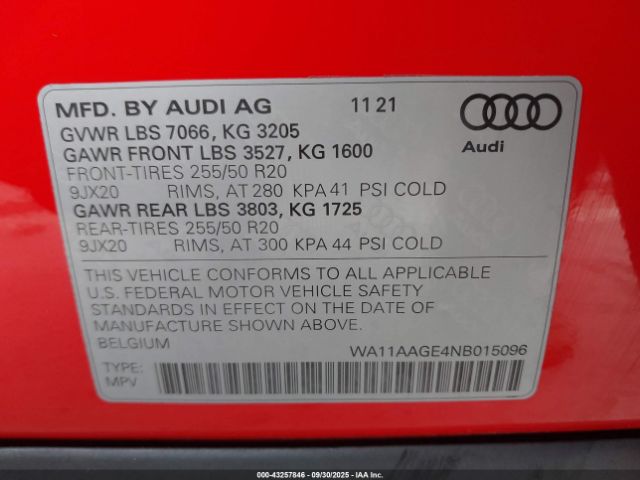 MFD. BY AUDI AG 11 21
GVWR LBS 7066, KG 3205
GAWR FRONT LBS 3527, KG 1600
FRONT-TIRES 255/50 R20
9JX20 RIMS, AT 280 KPA 41 PSI COLD
GAWR REAR LBS 3803, KG 1725
REAR-TIRES 255/50 R20
9JX20 RIMS, AT 300 KPA 44 PSI COLD
Audi
THIS VEHICLE CONFORMS TO ALL APPLICABLE
U.S. FEDERAL MOTOR VEHICLE SAFETY
STANDARDS IN EFFECT ON THE DATE OF
MANUFACTURE SHOWN ABOVE.
BELGIUM WA11AAGE4NB015096
TYPE:
MPV
000-43257846 - 09/30/2025 - IAA Inc.